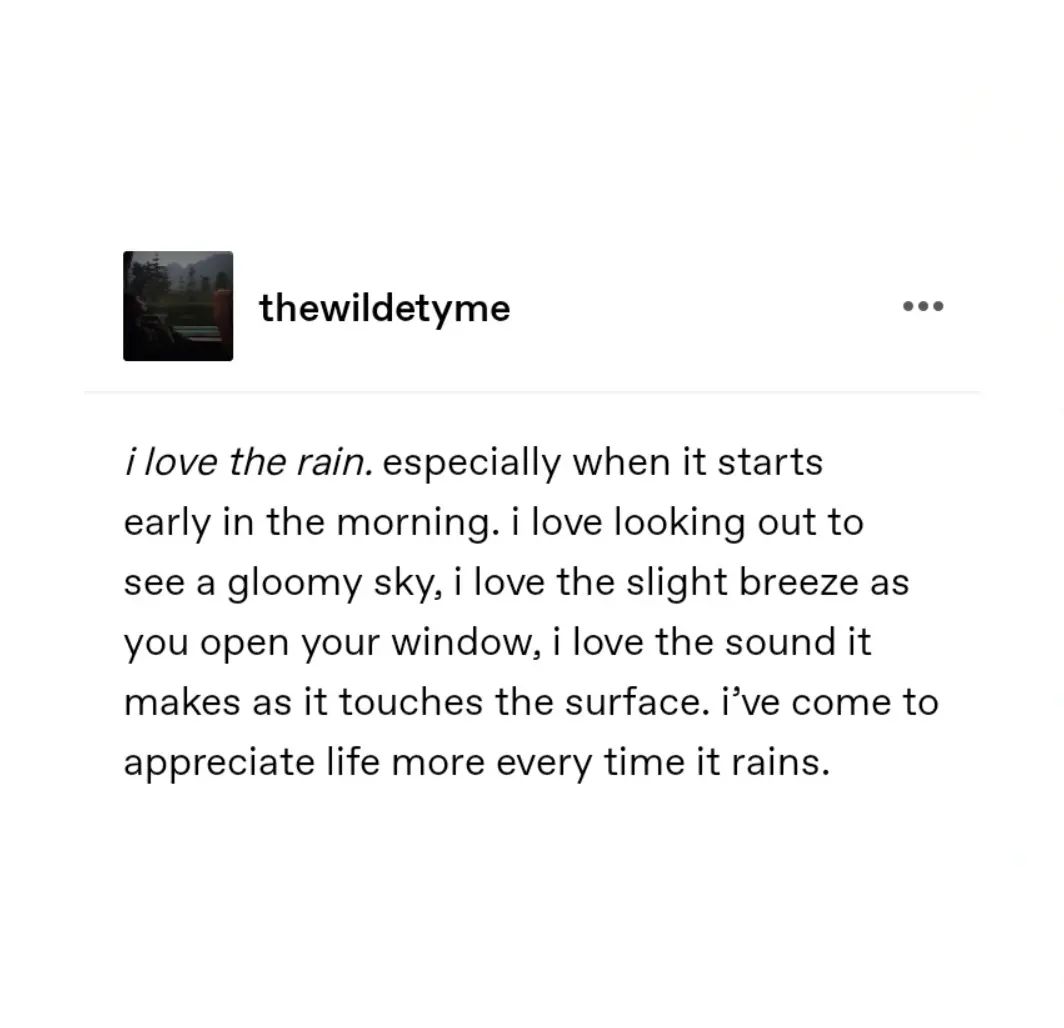 thewildetyme
i love the rain. especially when it starts
early in the morning. i love looking out to
see a gloomy sky, i love the slight breeze as
you open your window, i love the sound it
makes as it touches the surface. i’ve come to
appreciate life more every time it rains.